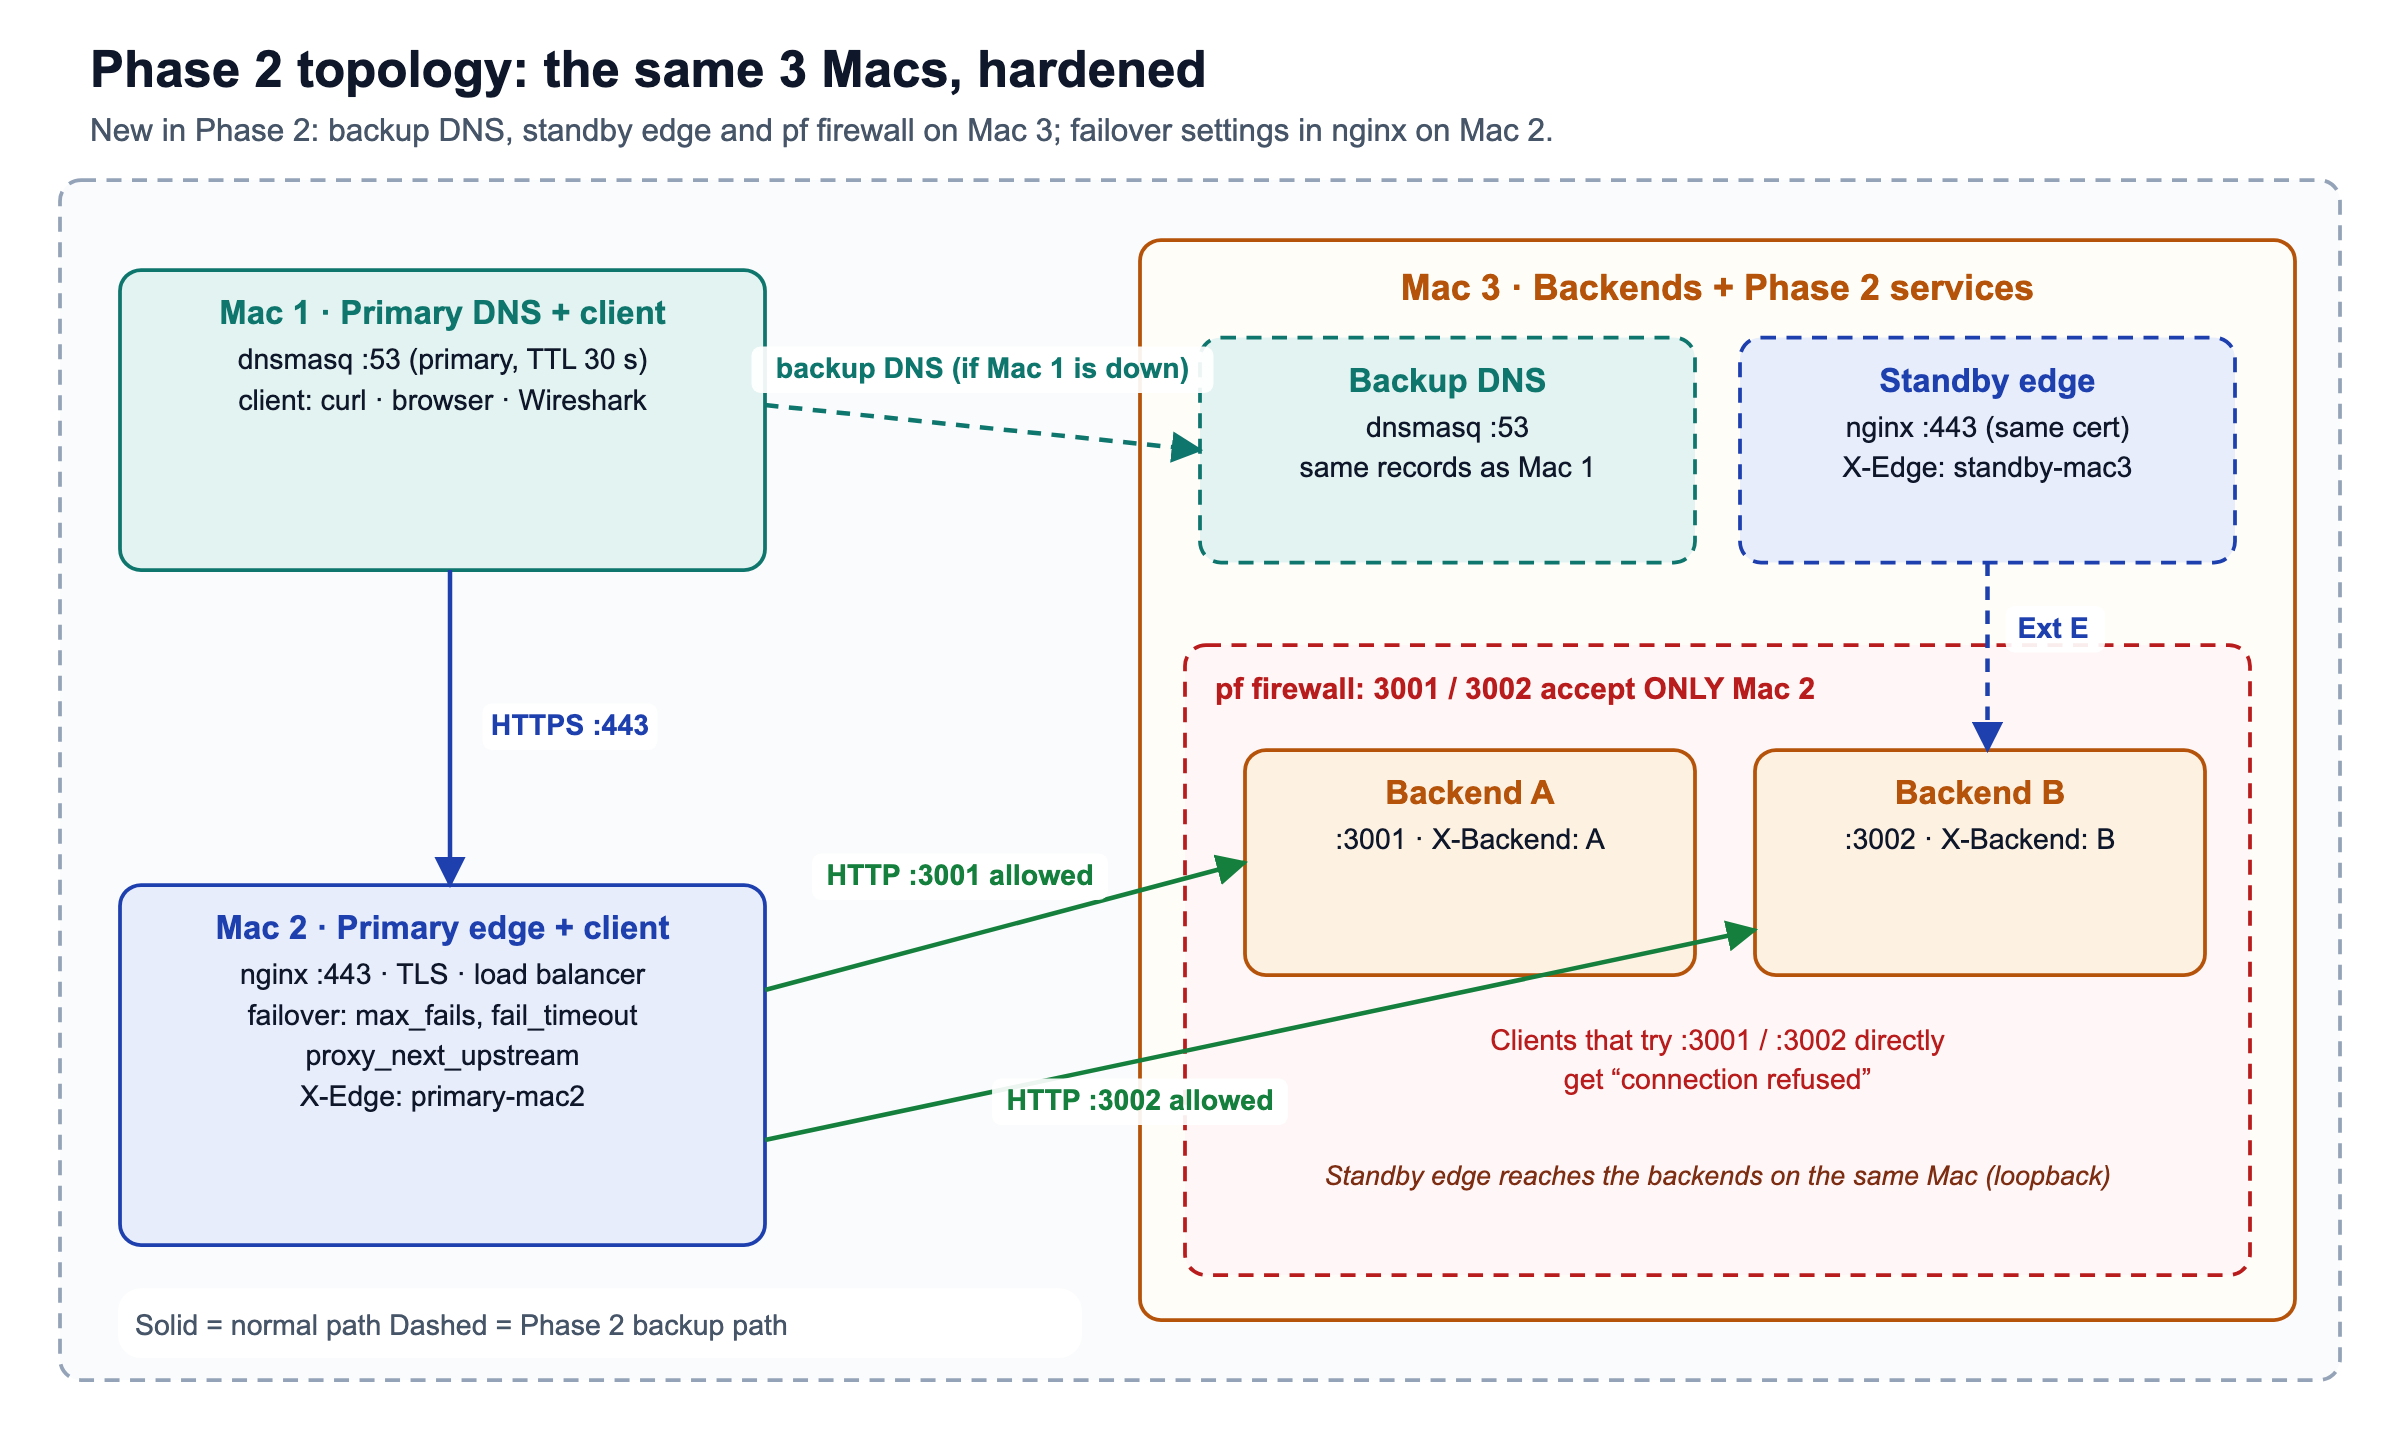 Phase 2 topology: the same 3 Macs, hardened
New in Phase 2: backup DNS, standby edge and pf firewall on Mac 3; failover settings in nginx on Mac 2.
Mac 1 · Primary DNS + client
dnsmasq :53 (primary, TTL 30 s)
client: curl · browser · Wireshark
backup DNS (if Mac 1 is down)
Mac 3 · Backends + Phase 2 services
Backup DNS
dnsmasq :53
same records as Mac 1
Standby edge
nginx :443 (same cert)
X-Edge: standby-mac3
Ext E
HTTPS :443
pf firewall: 3001 / 3002 accept ONLY Mac 2
Backend A
:3001 · X-Backend: A
Backend B
:3002 · X-Backend: B
HTTP :3001 allowed
Mac 2 · Primary edge + client
nginx :443 · TLS · load balancer
failover: max_fails, fail_timeout
proxy_next_upstream
X-Edge: primary-mac2
HTTP :3002 allowed
Clients that try :3001 / :3002 directly
get “connection refused”
Standby edge reaches the backends on the same Mac (loopback)
Solid = normal path Dashed = Phase 2 backup path